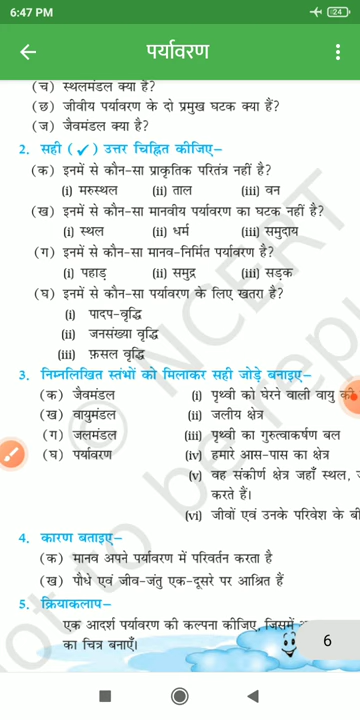 6:47 PM
24
पर्यावरण
(च) स्थलमंडल क्या है?
(छ) जीवीय पर्यावरण के दो प्रमुख घटक क्या हैं?
(ज) जैवमंडल क्या है?
2. सही (✓) उत्तर चिह्नित कीजिए–
(क) इनमें से कौन-सा प्राकृतिक परितंत्र नहीं है?
(i) मरुस्थल (ii) ताल (iii) वन
(ख) इनमें से कौन-सा मानवीय पर्यावरण का घटक नहीं है?
(i) स्थल (ii) धर्म (iii) समुदाय
(ग) इनमें से कौन-सा मानव-निर्मित पर्यावरण है?
(i) पहाड़ (ii) समुद्र (iii) सड़क
(घ) इनमें से कौन-सा पर्यावरण के लिए खतरा है?
(i) पादप-वृद्धि
(ii) जनसंख्या वृद्धि
(iii) फ़सल वृद्धि
3. निम्नलिखित स्तंभों को मिलाकर सही जोड़े बनाइए–
(क) जैवमंडल (i) पृथ्वी को घेरने वाली वायु की
(ख) वायुमंडल (ii) जलीय क्षेत्र
(ग) जलमंडल (iii) पृथ्वी का गुरुत्वाकर्षण बल
(घ) पर्यावरण (iv) हमारे आस-पास का क्षेत्र
(v) वह संकीर्ण क्षेत्र जहाँ स्थल,
करते हैं।
(vi) जीवों एवं उनके परिवेश के
4. कारण बताइए–
(क) मानव अपने पर्यावरण में परिवर्तन करता है
(ख) पौधे एवं जीव-जंतु एक-दूसरे पर आश्रित हैं
5. क्रियाकलाप–
एक आदर्श पर्यावरण की कल्पना कीजिए, जिसमें
का चित्र बनाएँ।
6
© NCERT
not to be